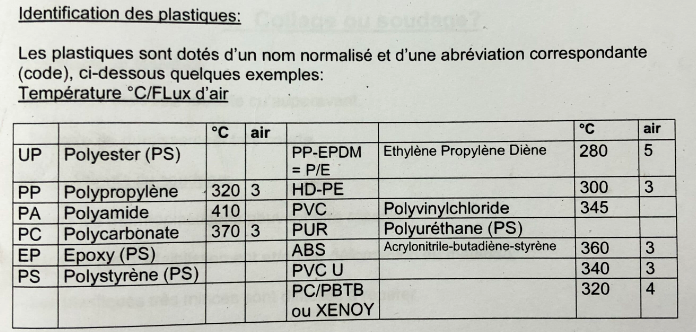 Identification des plastiques:
Les plastiques sont dotés d'un nom normalisé et d'une abréviation correspondante
(code), ci-dessous quelques exemples:
Température °C/FLux d'air
°C air °C air
UP Polyester (PS) PP-EPDM Ethylène Propylène Diène 280 5
= P/E
PP Polypropylène 320 3 HD-PE 300 3
PA Polyamide 410 PVC Polyvinylchloride 345
PC Polycarbonate 370 3 PUR Polyuréthane (PS)
EP Epoxy (PS) ABS Acrylonitrile-butadiène-styrène 360 3
PS Polystyrène (PS) PVC U 340 3
PC/PBTB 320 4
ou XENOY